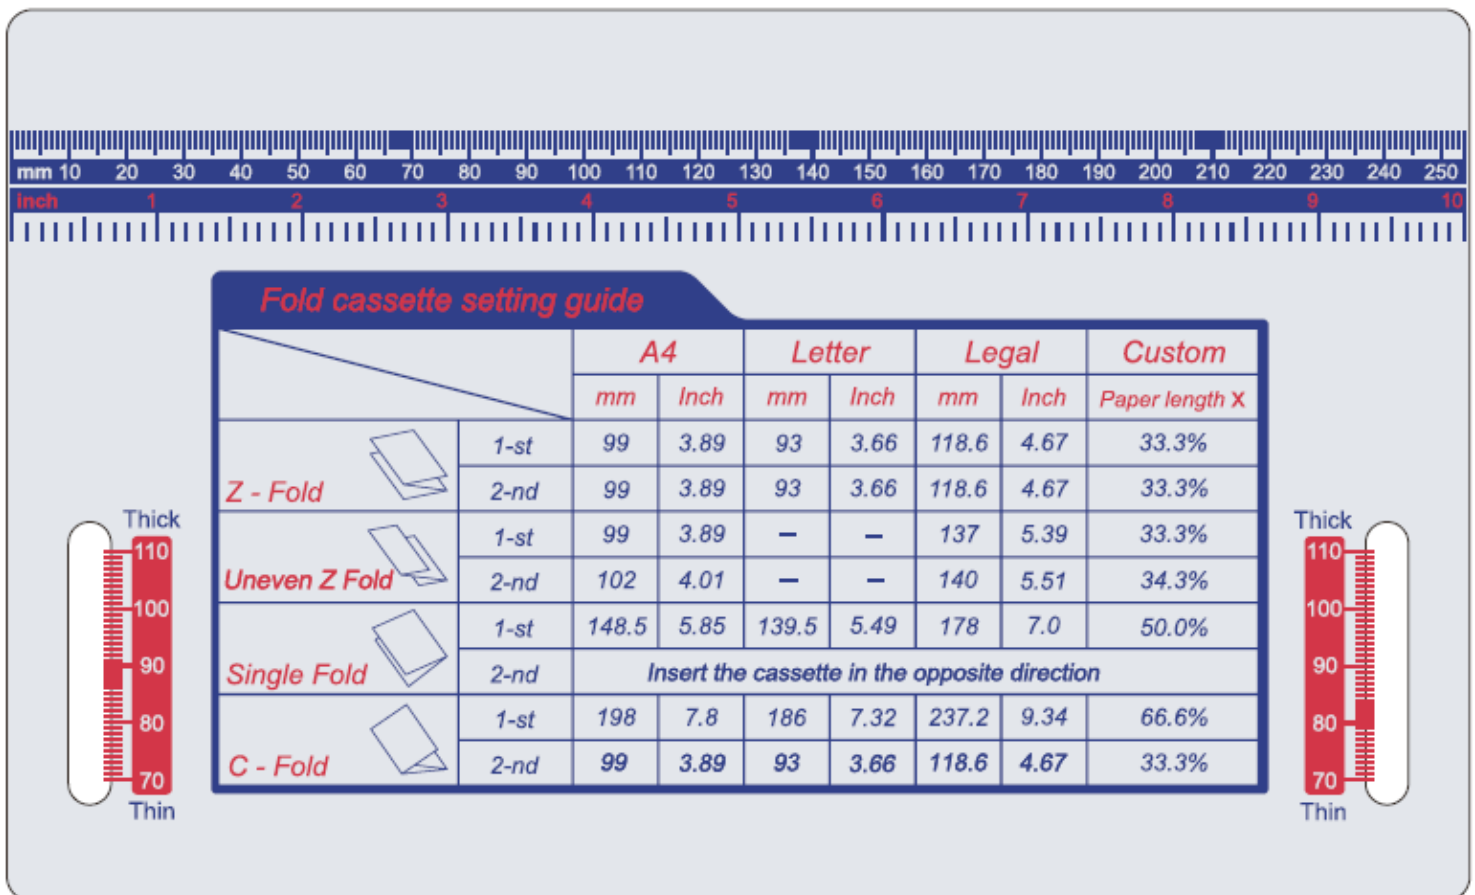 mm 10 20 30 40 50 60 70 80 90 100 110 120 130 140 150 160 170 180 190 200 210 220 230 240 250
inch 1 2 3 4 5 6 7 8 9 10
Fold cassette setting guide
A4 Letter Legal Custom
mm Inch mm Inch mm Inch Paper length X
Z - Fold
1-st 99 3.89 93 3.66 118.6 4.67 33.3%
2-nd 99 3.89 93 3.66 118.6 4.67 33.3%
Uneven Z Fold
1-st 99 3.89 – – 137 5.39 33.3%
2-nd 102 4.01 – – 140 5.51 34.3%
Single Fold
1-st 148.5 5.85 139.5 5.49 178 7.0 50.0%
2-nd Insert the cassette in the opposite direction
C - Fold
1-st 198 7.8 186 7.32 237.2 9.34 66.6%
2-nd 99 3.89 93 3.66 118.6 4.67 33.3%
Thick
110
100
90
80
70
Thin
Thick
110
100
90
80
70
Thin